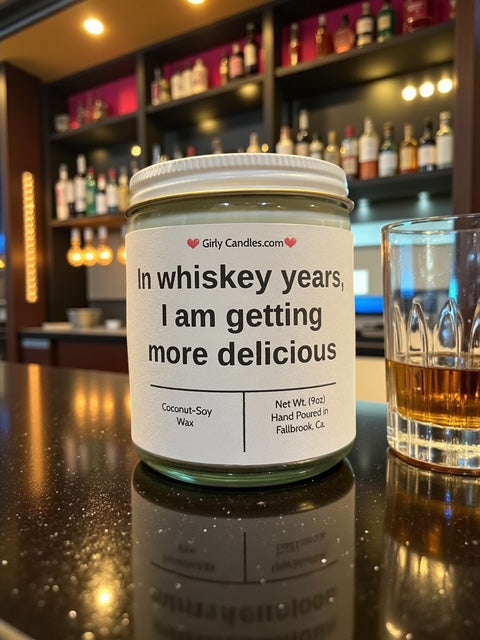 Girly Candles.com
In whiskey years,
I am getting
more delicious
Coconut-Soy
Wax
Net Wt. (9oz)
Hand Poured in
Fallbrook, Ca.